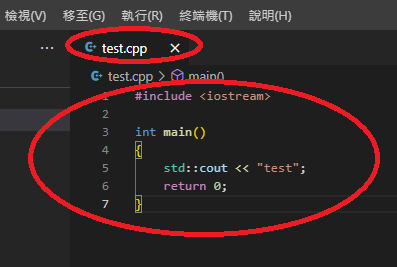 檢視(V) 移至(G) 執行(R) 終端機(T) 說明(H)
··· test.cpp ×
test.cpp > main()
1 #include <iostream>
2
3 int main()
4 {
5     std::cout << "test";
6     return 0;
7 }